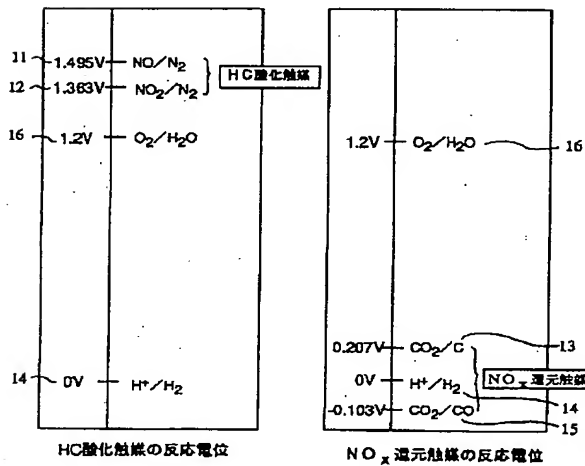 11 1.495V NO/N₂
12 1.363V NO₂/N₂
HC酸化触媒
16 1.2V O₂/H₂O
14 0V H⁺/H₂
HC酸化触媒の反応電位
1.2V O₂/H₂O 16
0.207V CO₂/C 13
0V H⁺/H₂ NOx還元触媒
14
-0.103V CO₂/CO
15
NOx還元触媒の反応電位